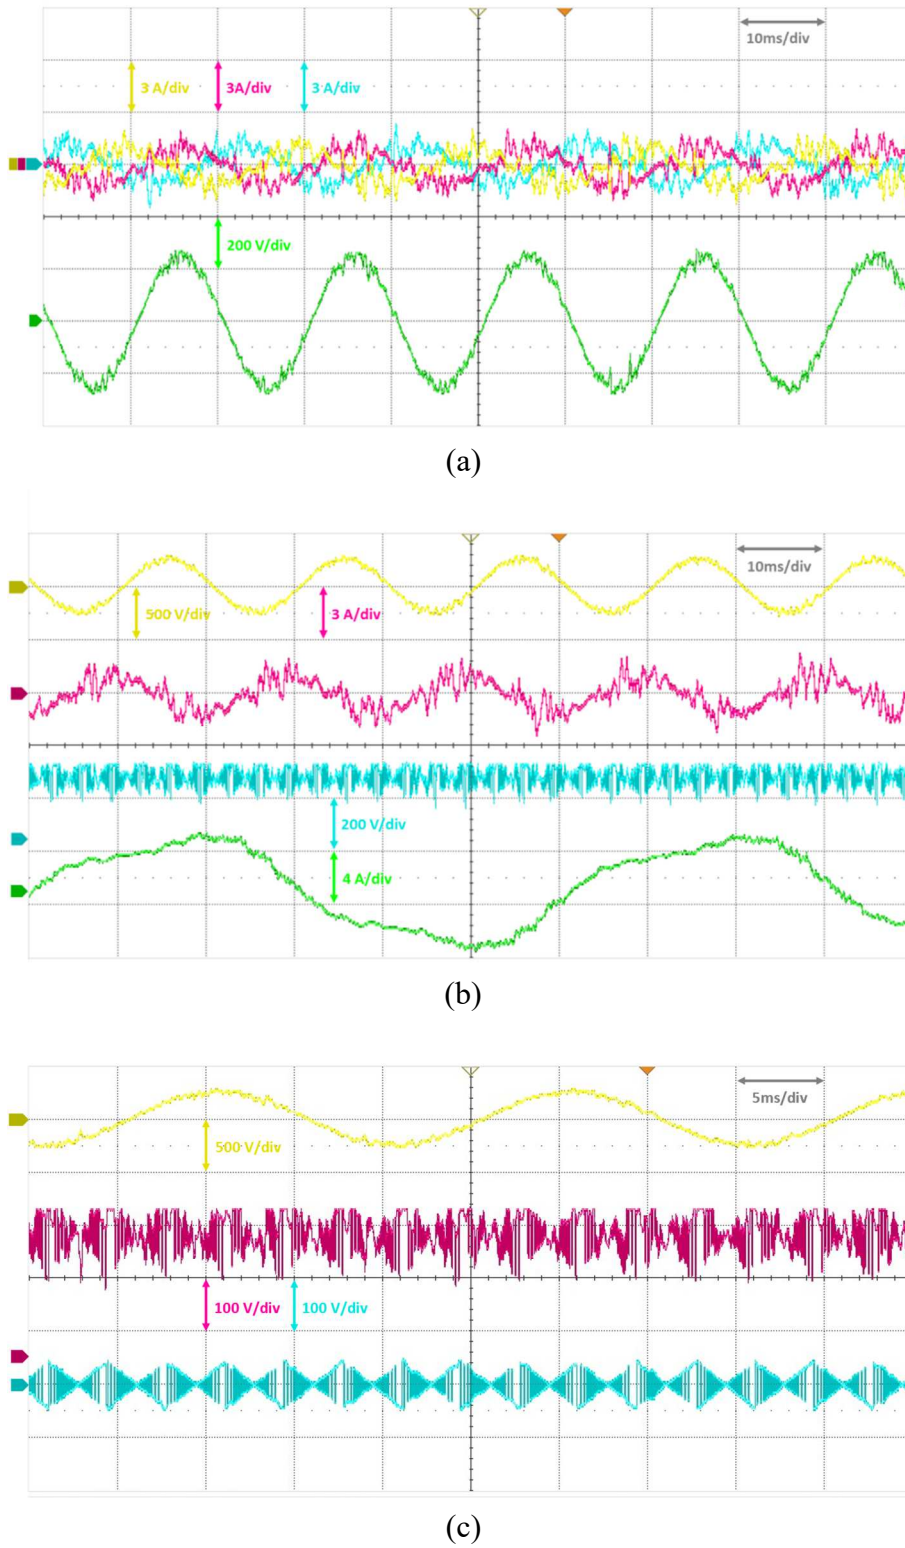 10ms/div
3 A/div 3A/div 3 A/div
200 V/div
(a)
10ms/div
500 V/div 3 A/div
200 V/div
4 A/div
(b)
5ms/div
500 V/div
100 V/div 100 V/div
(c)